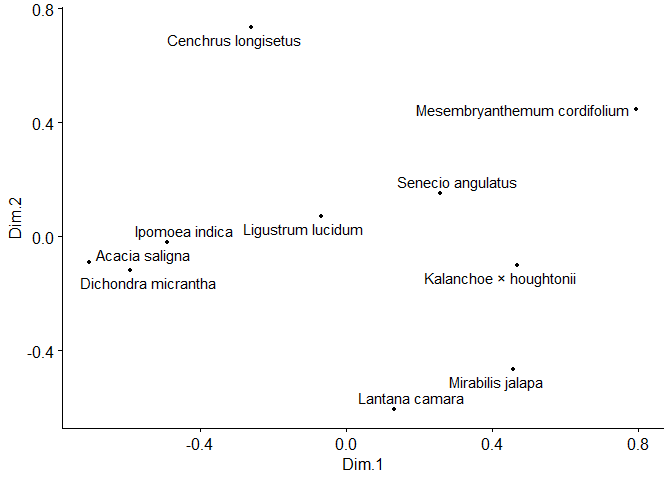 0.8
Cenchrus longisetus
Mesembryanthemum cordifolium
0.4
Senecio angulatus
Dim.2
Ipomoea indica
Ligustrum lucidum
0.0
Acacia saligna
Dichondra micrantha
Kalanchoe × houghtonii
-0.4
Mirabilis jalapa
Lantana camara
-0.4
0.0
0.4
0.8
Dim.1